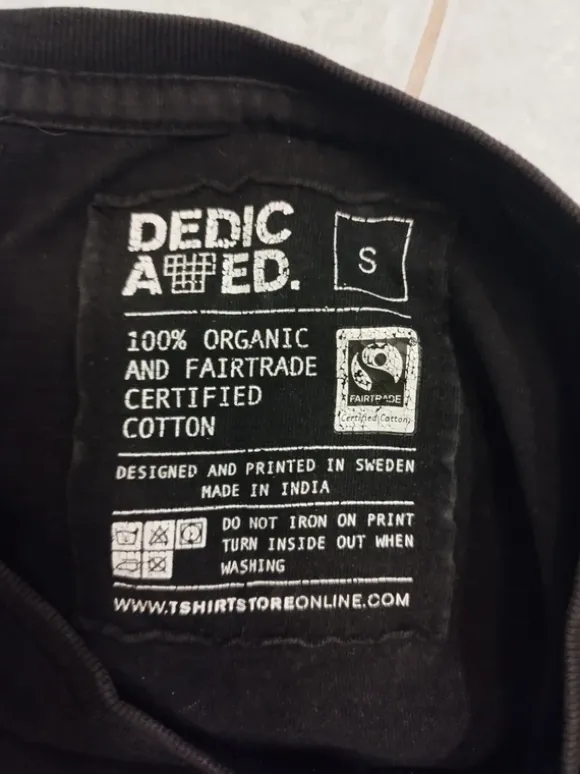 DEDIC
ATED.
S
100% ORGANIC
AND FAIRTRADE
CERTIFIED
COTTON
FAIRTRADE
Certified Cotton
DESIGNED AND PRINTED IN SWEDEN
MADE IN INDIA
DO NOT IRON ON PRINT
TURN INSIDE OUT WHEN
WASHING
WWW.TSHIRTSTOREONLINE.COM